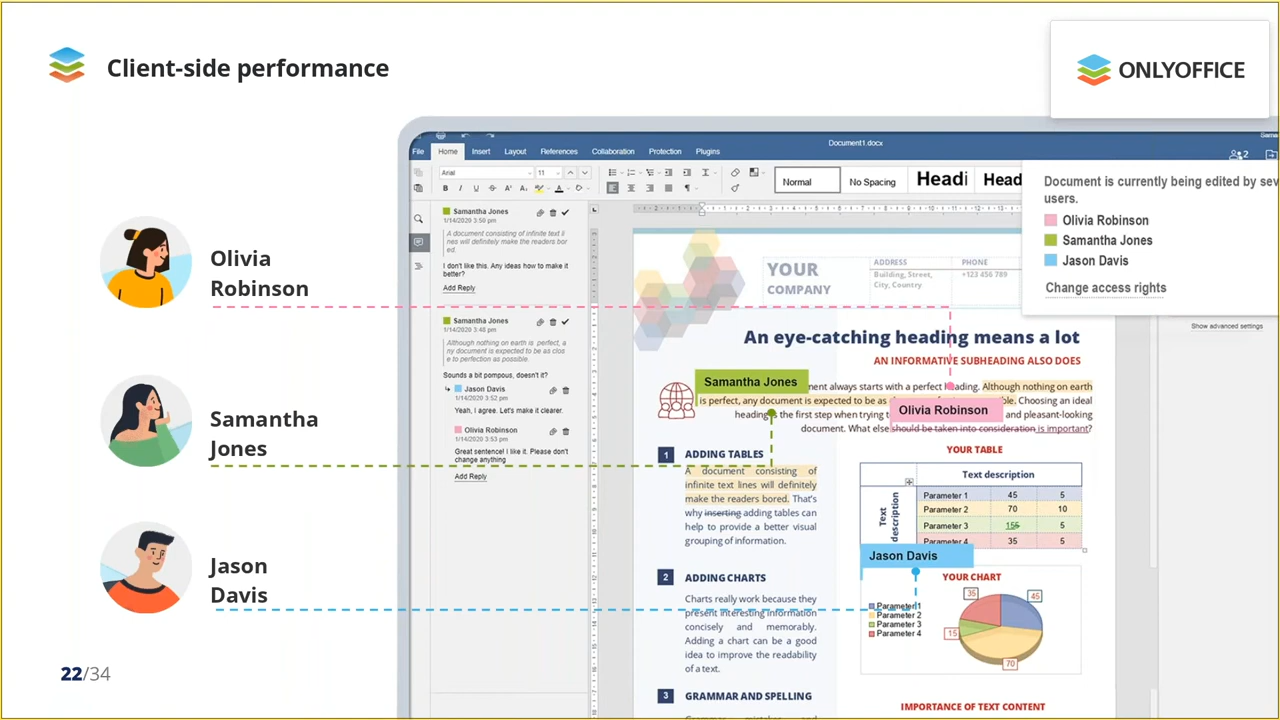 Client-side performance
ONLYOFFICE
Olivia
Robinson
Samantha
Jones
Jason
Davis
22/34
Document1.docx
File Home Insert Layout References Collaboration Protection Plugins
2
Arial 11
Normal
No Spacing
Headi
Head
Document is currently being edited by sev
users.
Olivia Robinson
Samantha Jones
Jason Davis
Change access rights
Show advanced settings
Samantha Jones
1/14/2020 3:50 pm
A document consisting of infinite text li
nes will definitely make the readers bor
ed.
I don't like this. Any ideas how to make it
better?
Add Reply
Samantha Jones
1/14/2020 3:48 pm
Although nothing on earth is perfect, a
ny document is expected to be as clos
e to perfection as possible.
Sounds a bit pompous, doesn't it?
Jason Davis
1/14/2020 3:52 pm
Yeah, I agree. Let's make it clearer.
Olivia Robinson
1/14/2020 3:53 pm
Great sentence! I like it. Please don't
change anything
Add Reply
YOUR
COMPANY
ADDRESS
Building, Street,
City, Country
PHONE
+123 456 789
An eye-catching heading means a lot
AN INFORMATIVE SUBHEADING ALSO DOES
Samantha Jones
always starts with a perfect heading. Although nothing on earth
is perfect, any document is expected to be as
Choosing an ideal
heading is the first step when trying
Olivia Robinson
and pleasant-looking
document. What else should be taken into consideration is important?
1 ADDING TABLES
A document consisting of
infinite text lines will definitely
make the readers bored. That's
why inserting adding tables can
help to provide a better visual
grouping of information.
2 ADDING CHARTS
Charts really work because they
present interesting information
concisely and memorably.
Adding a chart can be a good
idea to improve the readability
of a text.
3 GRAMMAR AND SPELLING
YOUR TABLE
Text description
Text
description
Parameter 1 45 5
Parameter 2 70 10
Parameter 3 155 5
Parameter 4 35 5
Jason Davis
YOUR CHART
Parameter 1
Parameter 2
Parameter 3
Parameter 4
35
45
15
70
IMPORTANCE OF TEXT CONTENT